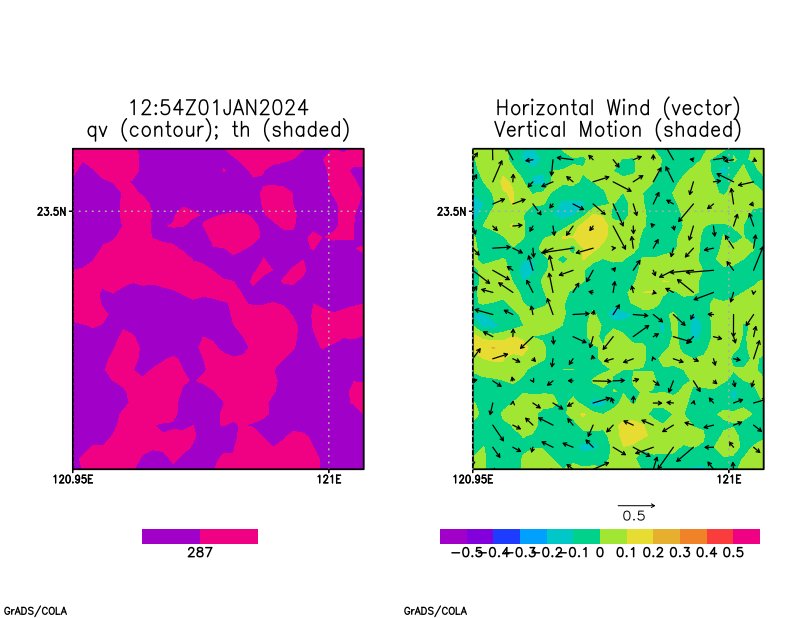 12:54Z01JAN2024
qv (contour); th (shaded)
23.5N
120.95E 121E
287
Horizontal Wind (vector)
Vertical Motion (shaded)
23.5N
120.95E 121E
0.5
-0.5 -0.4 -0.3 -0.2 -0.1 0 0.1 0.2 0.3 0.4 0.5
GrADS/COLA GrADS/COLA